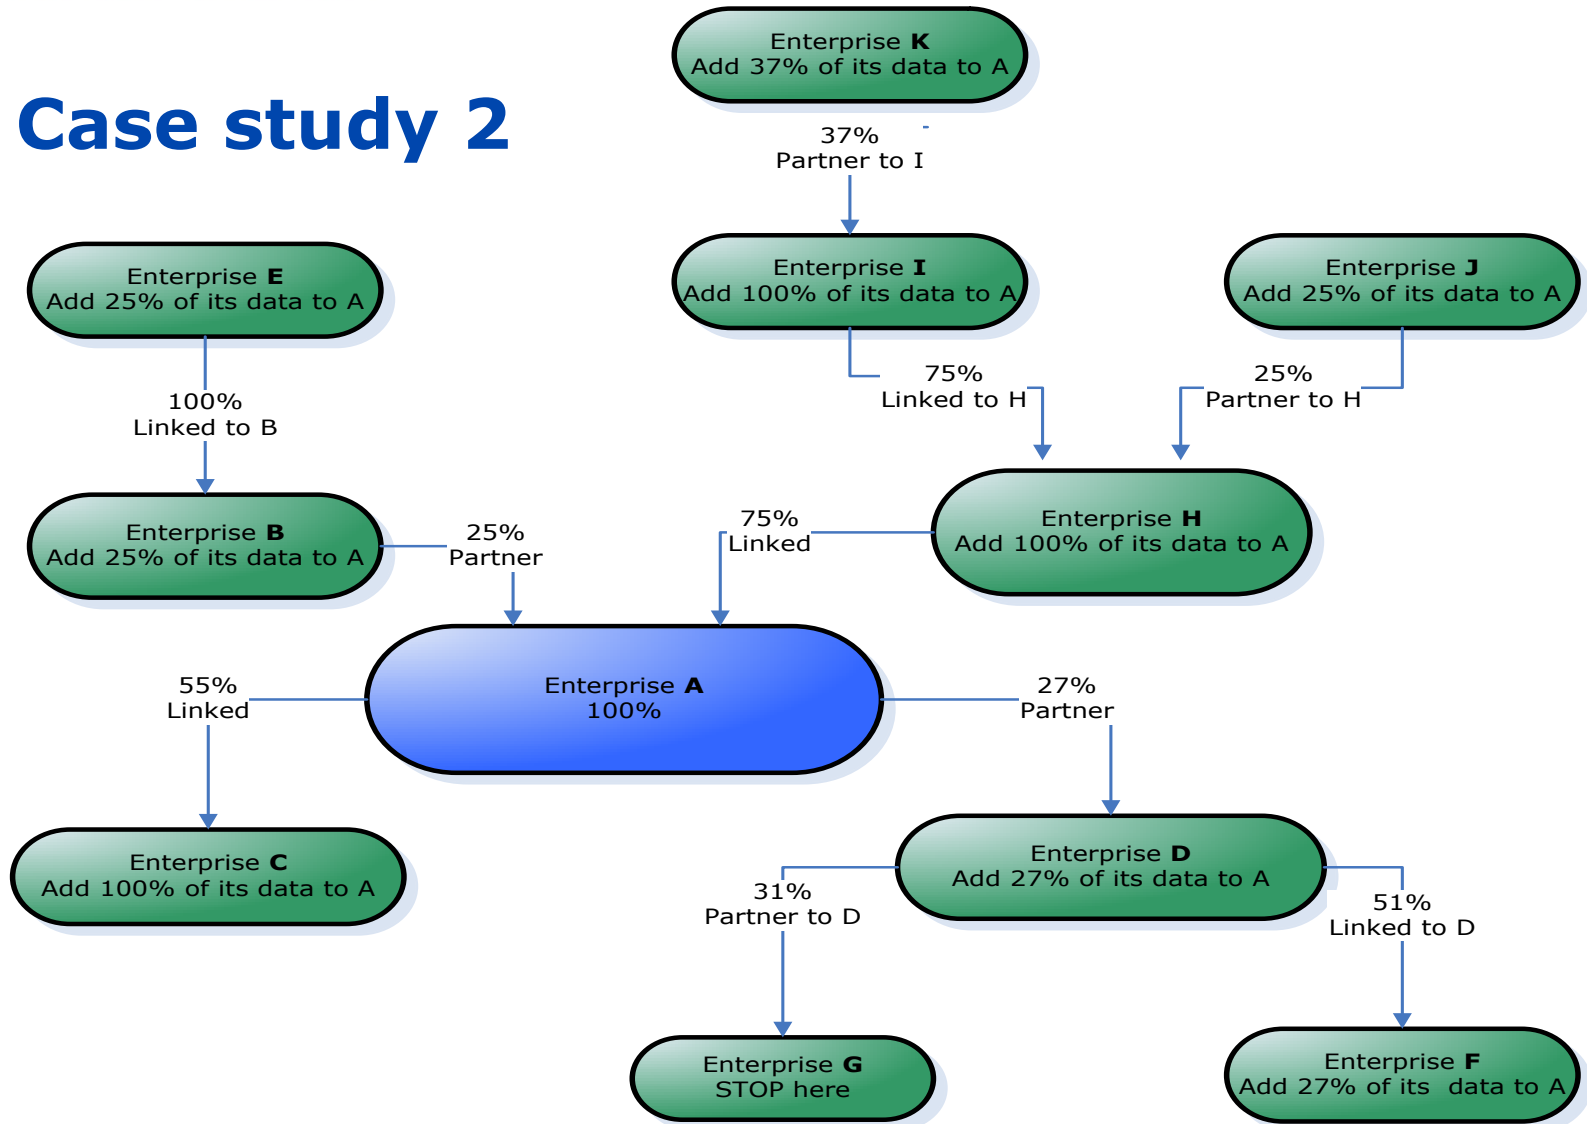 Case study 2
Enterprise K
Add 37% of its data to A
37%
Partner to I
Enterprise E
Add 25% of its data to A
Enterprise I
Add 100% of its data to A
Enterprise J
Add 25% of its data to A
100%
Linked to B
75%
Linked to H
25%
Partner to H
Enterprise B
Add 25% of its data to A
25%
Partner
75%
Linked
Enterprise H
Add 100% of its data to A
55%
Linked
Enterprise A
100%
27%
Partner
Enterprise C
Add 100% of its data to A
Enterprise D
Add 27% of its data to A
31%
Partner to D
51%
Linked to D
Enterprise G
STOP here
Enterprise F
Add 27% of its  data to A